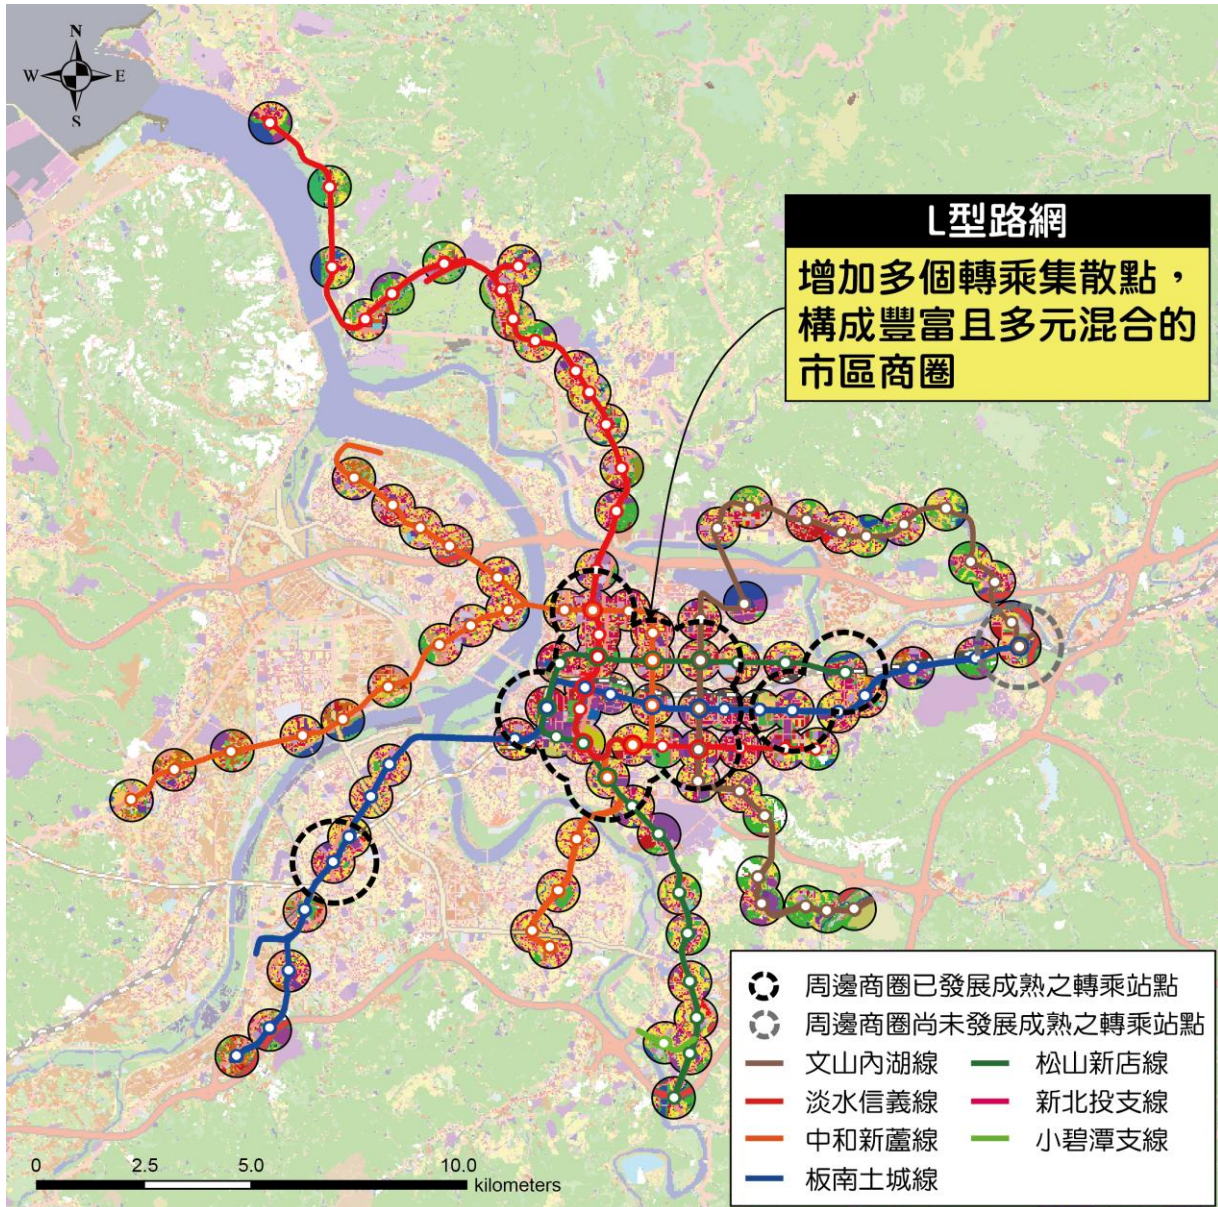 N
W
E
S
L型路網
增加多個轉乘集散點，
構成豐富且多元混合的
市區商圈
周邊商圈已發展成熟之轉乘站點
周邊商圈尚未發展成熟之轉乘站點
文山內湖線
松山新店線
淡水信義線
新北投支線
中和新蘆線
小碧潭支線
板南土城線
0 2.5 5.0 10.0
kilometers